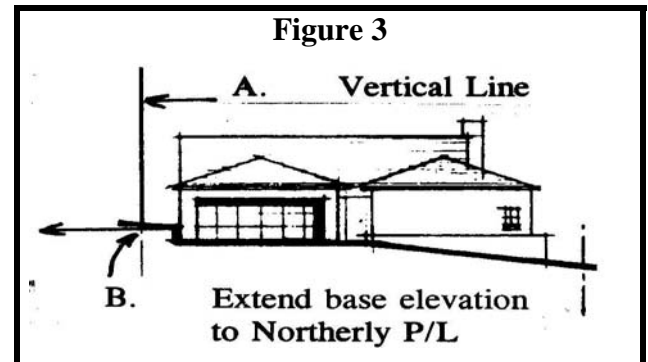 Figure 3
A. Vertical Line
B. Extend base elevation
to Northerly P/L